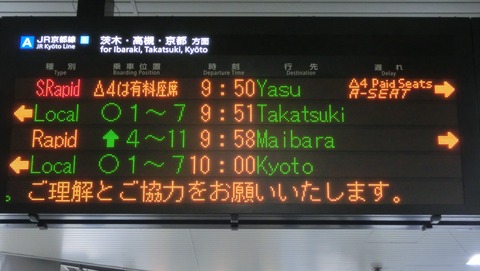 A JR京都線 茨木・高槻・京都 方面
JR Kyōto Line for Ibaraki, Takatsuki, Kyōto
種別 乗車位置 時刻 行先 遅れ
Type Boarding Position Departure Time Destination Delay
S.Rapid △4は有料座席 9:50 Yasu △4 Paid Seats A-SEAT →
← Local ○1～7 9:51 Takatsuki
Rapid ↑4～11 9:58 Maibara →
← Local ○1～7 10:00 Kyoto
。ご理解とご協力をお願いいたします。